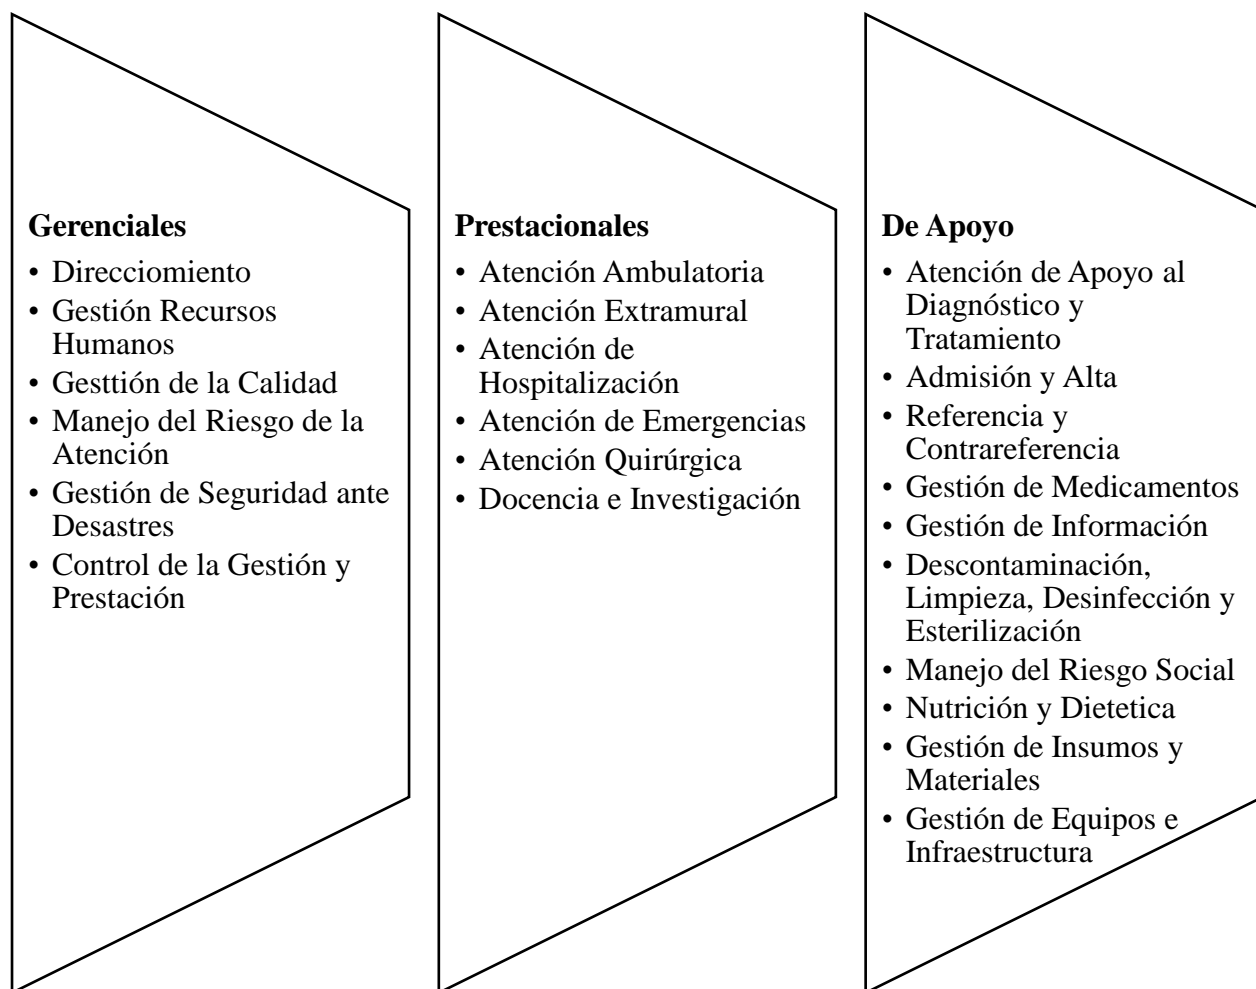 Gerenciales
• Direcciomiento
• Gestión Recursos
Humanos
• Gesttión de la Calidad
• Manejo del Riesgo de la
Atención
• Gestión de Seguridad ante
Desastres
• Control de la Gestión y
Prestación
Prestacionales
• Atención Ambulatoria
• Atención Extramural
• Atención de
Hospitalización
• Atención de Emergencias
• Atención Quirúrgica
• Docencia e Investigación
De Apoyo
• Atención de Apoyo al
Diagnóstico y
Tratamiento
• Admisión y Alta
• Referencia y
Contrareferencia
• Gestión de Medicamentos
• Gestión de Información
• Descontaminación,
Limpieza, Desinfección y
Esterilización
• Manejo del Riesgo Social
• Nutrición y Dietetica
• Gestión de Insumos y
Materiales
• Gestión de Equipos e
Infraestructura